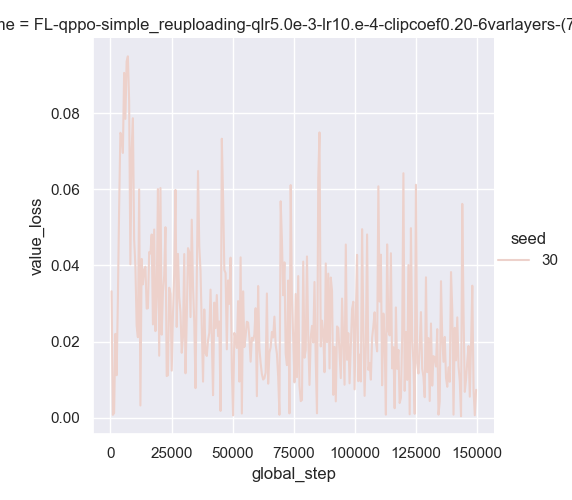 ne = FL-qppo-simple_reuploading-qlr5.0e-3-lr10.e-4-clipcoef0.20-6varlayers-(7
0.08
0.06
0.04
0.02
0.00
value_loss
0 25000 50000 75000 100000 125000 150000
global_step
seed
30